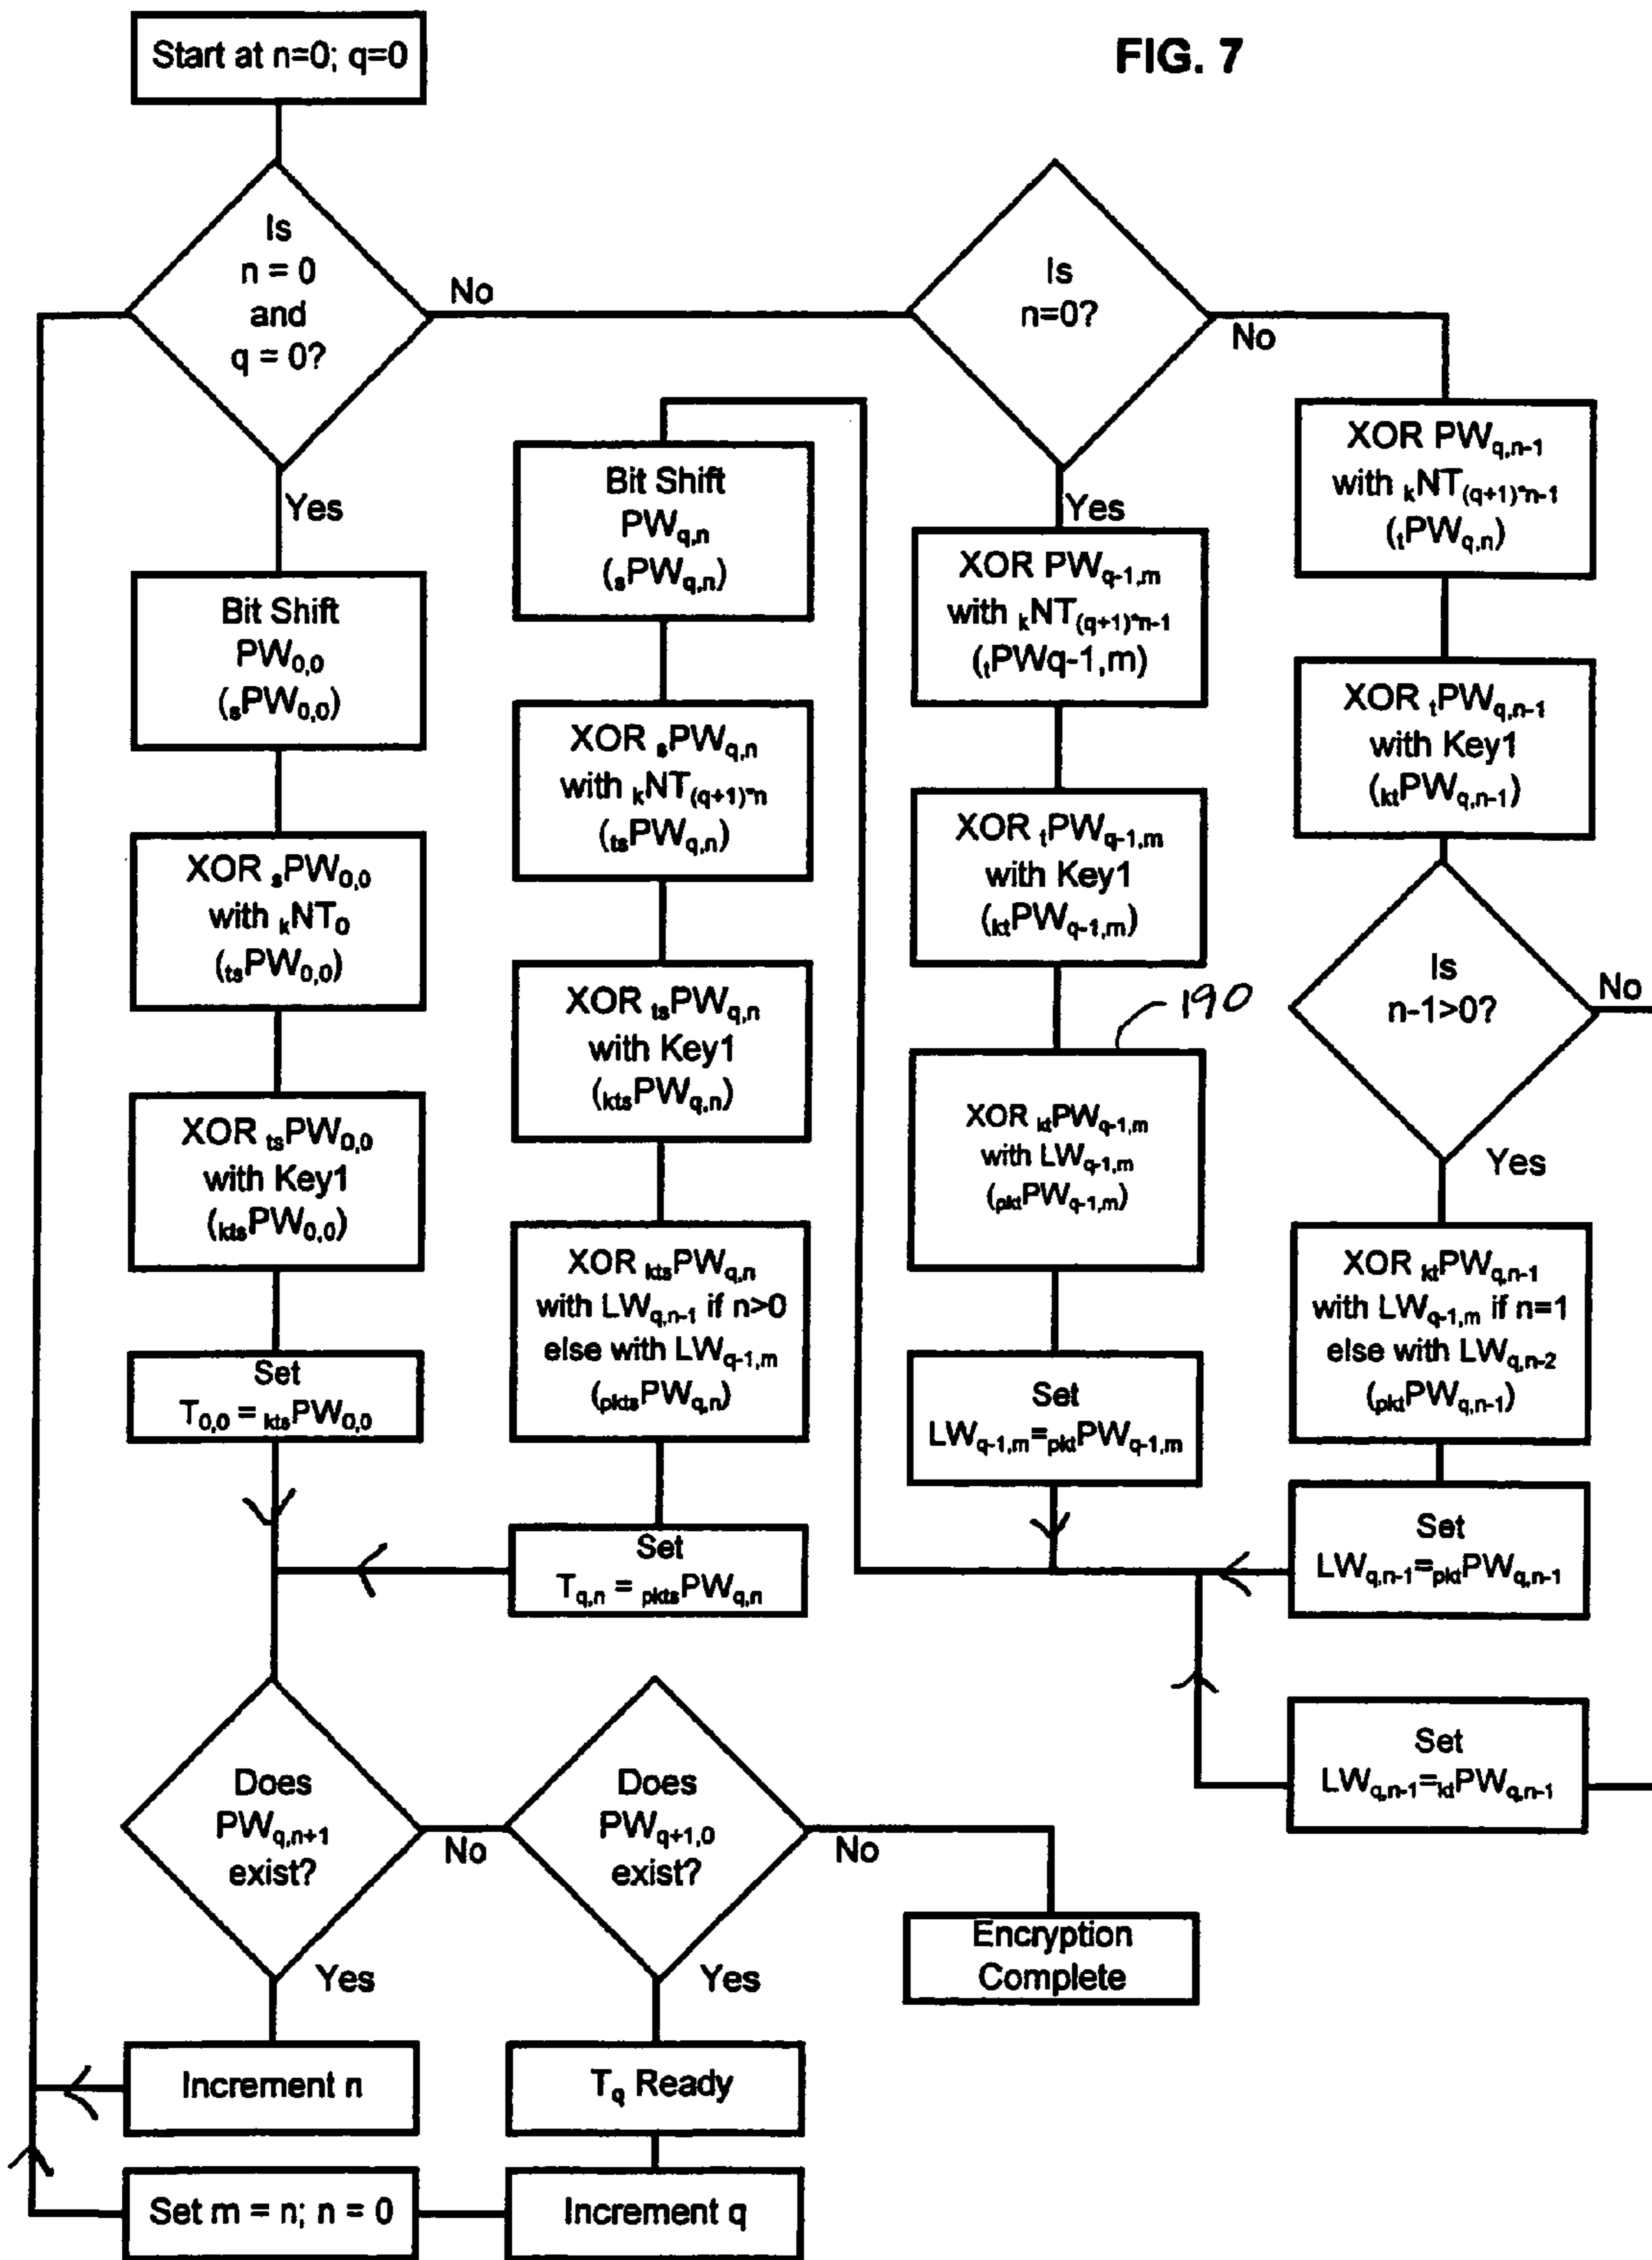 FIG. 7
Start at n=0; q=0
Is
n = 0
and
q = 0?
No
Yes
Bit Shift
PW0,0
(sPW0,0)
XOR sPW0,0
with kNT0
(tsPW0,0)
XOR tsPW0,0
with Key1
(ktsPW0,0)
Set
T0,0 = ktsPW0,0
Bit Shift
PWq,n
(sPWq,n)
XOR sPWq,n
with kNT(q+1)*n
(tsPWq,n)
XOR tsPWq,n
with Key1
(ktsPWq,n)
XOR ktsPWq,n
with LWq,n-1 if n>0
else with LWq-1,m
(pktsPWq,n)
Set
Tq,n = pktsPWq,n
Is
n=0?
No
Yes
XOR PWq-1,m
with kNT(q+1)*n-1
(tPWq-1,m)
XOR tPWq-1,m
with Key1
(ktPWq-1,m)
190
XOR ktPWq-1,m
with LWq-1,m
(pktPWq-1,m)
Set
LWq-1,m=pktPWq-1,m
XOR PWq,n-1
with kNT(q+1)*n-1
(tPWq,n)
XOR tPWq,n-1
with Key1
(ktPWq,n-1)
Is
n-1>0?
No
Yes
XOR ktPWq,n-1
with LWq-1,m if n=1
else with LWq,n-2
(pktPWq,n-1)
Set
LWq,n-1=pktPWq,n-1
Set
LWq,n-1=ktPWq,n-1
Does
PWq,n+1
exist?
No
Yes
Does
PWq+1,0
exist?
No
Yes
Encryption
Complete
Increment n
Tq Ready
Set m = n; n = 0
Increment q